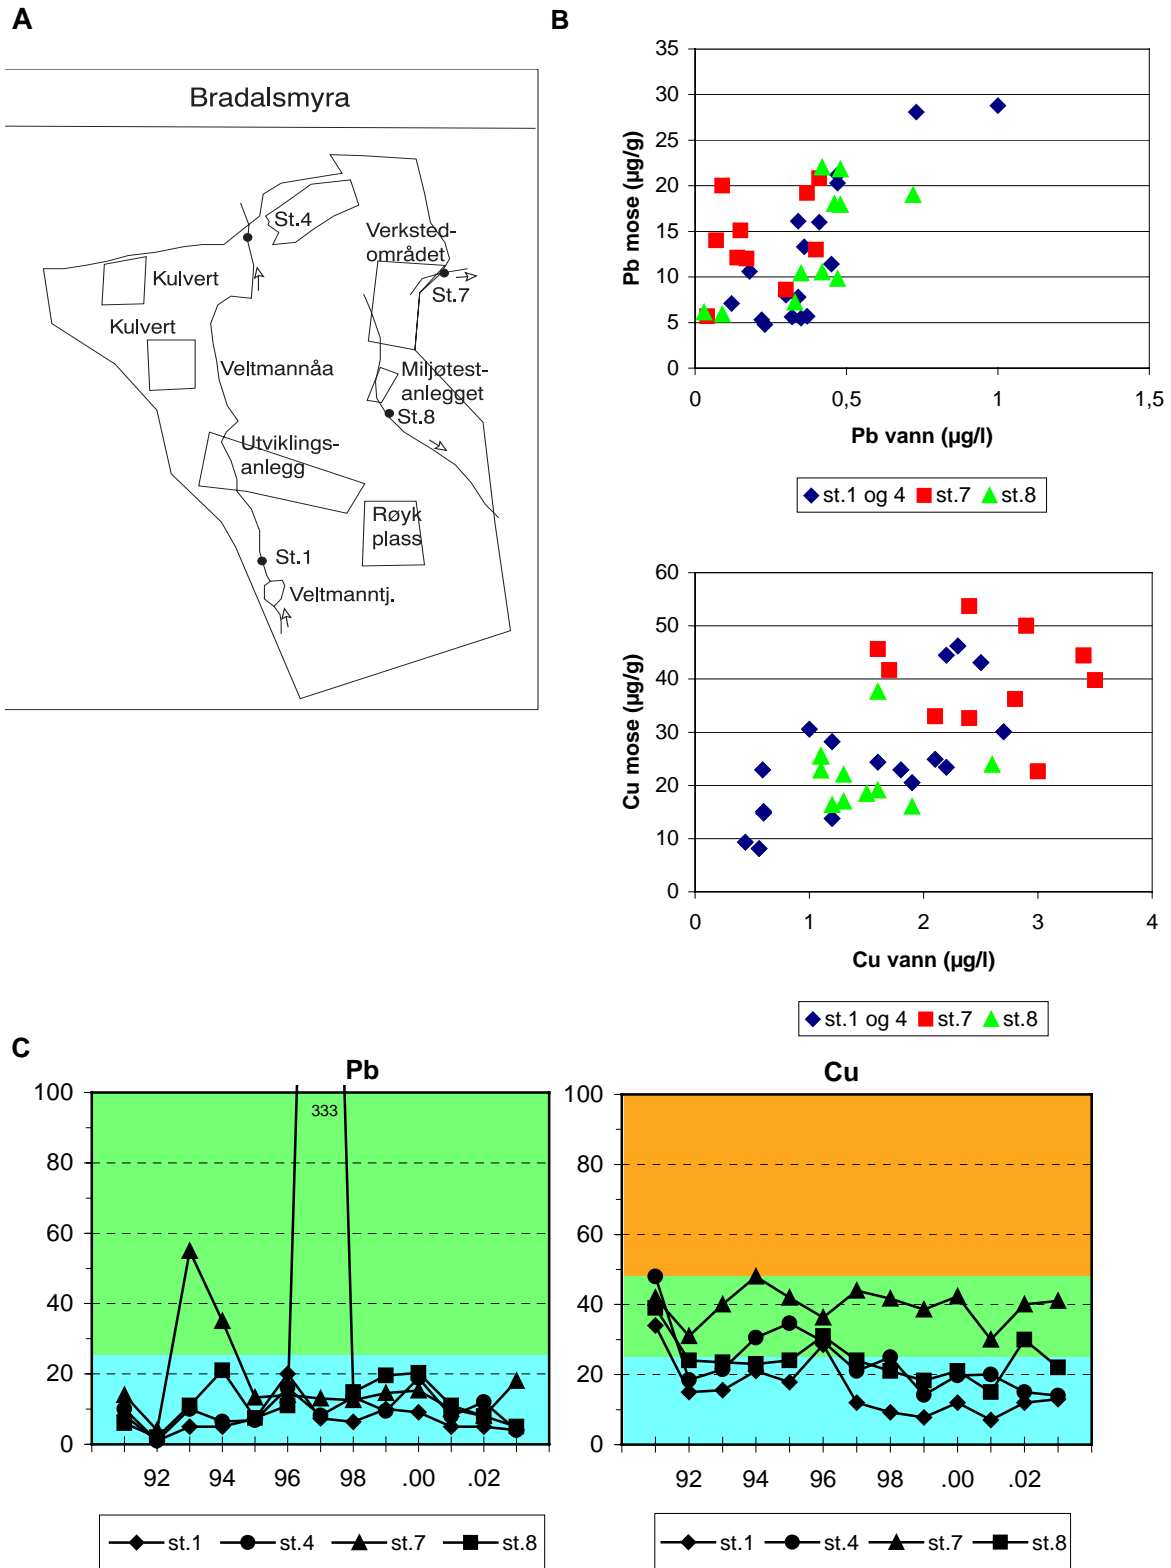 A
Bradalsmyra
St.4
Verksted-
området
Kulvert
St.7
Kulvert
Veltmannåa
Miljøtest-
anlegget
St.8
Utviklings-
anlegg
Røyk
plass
St.1
Veltmanntj.
B
Pb mose (µg/g)
35
30
25
20
15
10
5
0
0 0,5 1 1,5
Pb vann (µg/l)
st.1 og 4 st.7 st.8
Cu mose (µg/g)
60
50
40
30
20
10
0
0 1 2 3 4
Cu vann (µg/l)
st.1 og 4 st.7 st.8
C
Pb
100
80
60
40
20
0
333
92 94 96 98 .00 .02
st.1 st.4 st.7 st.8
Cu
100
80
60
40
20
0
92 94 96 98 .00 .02
st.1 st.4 st.7 st.8